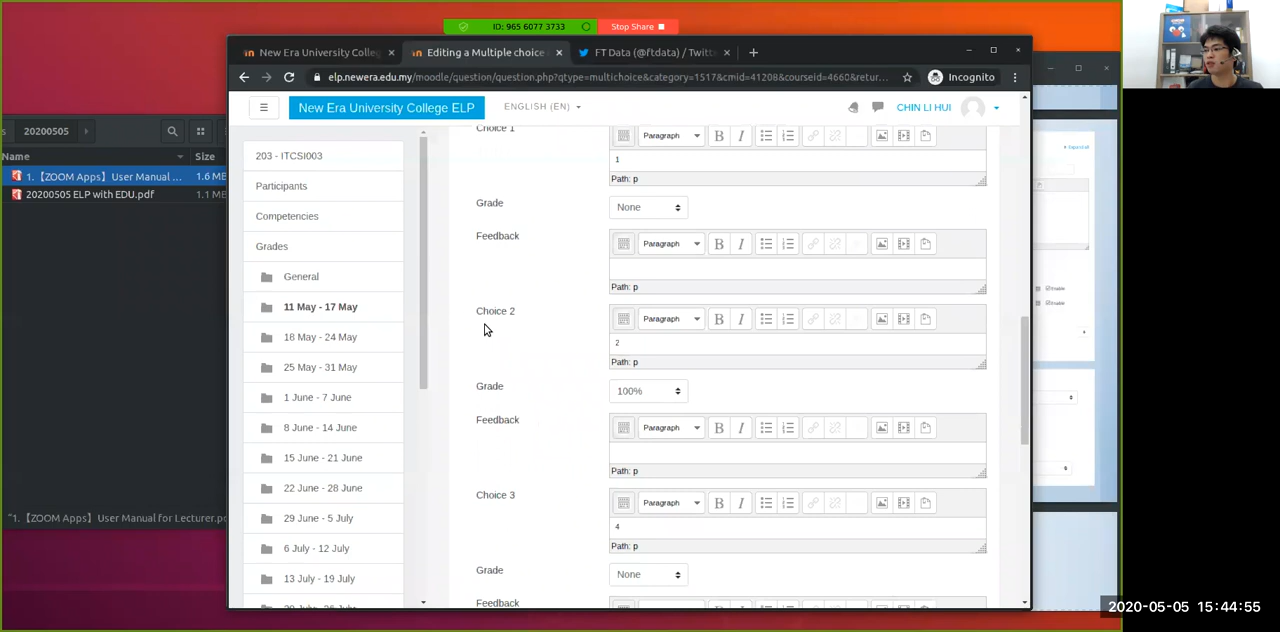 ID: 965 6077 3733
Stop Share
New Era University Colle
Editing a Multiple choice
FT Data (@ftdata) / Twitt
elp.newera.edu.my/moodle/question/question.php?qtype=multichoice&category=1517&cmid=41208&courseid=4660&retur...
Incognito
New Era University College ELP
ENGLISH (EN)
CHIN LI HUI
20200505
Name
Size
1.【ZOOM Apps】User Manual ...
1.6 MB
20200505 ELP with EDU.pdf
1.1 MB
"1.【ZOOM Apps】User Manual for Lecturer.pd
203 - ITCSI003
Participants
Competencies
Grades
General
11 May - 17 May
18 May - 24 May
25 May - 31 May
1 June - 7 June
8 June - 14 June
15 June - 21 June
22 June - 28 June
29 June - 5 July
6 July - 12 July
13 July - 19 July
Choice 1
Paragraph
1
Path: p
Grade
None
Feedback
Paragraph
Path: p
Choice 2
Paragraph
2
Path: p
Grade
100%
Feedback
Paragraph
Path: p
Choice 3
Paragraph
4
Path: p
Grade
None
Feedback
Expand all
Enable
Enable
2020-05-05 15:44:55